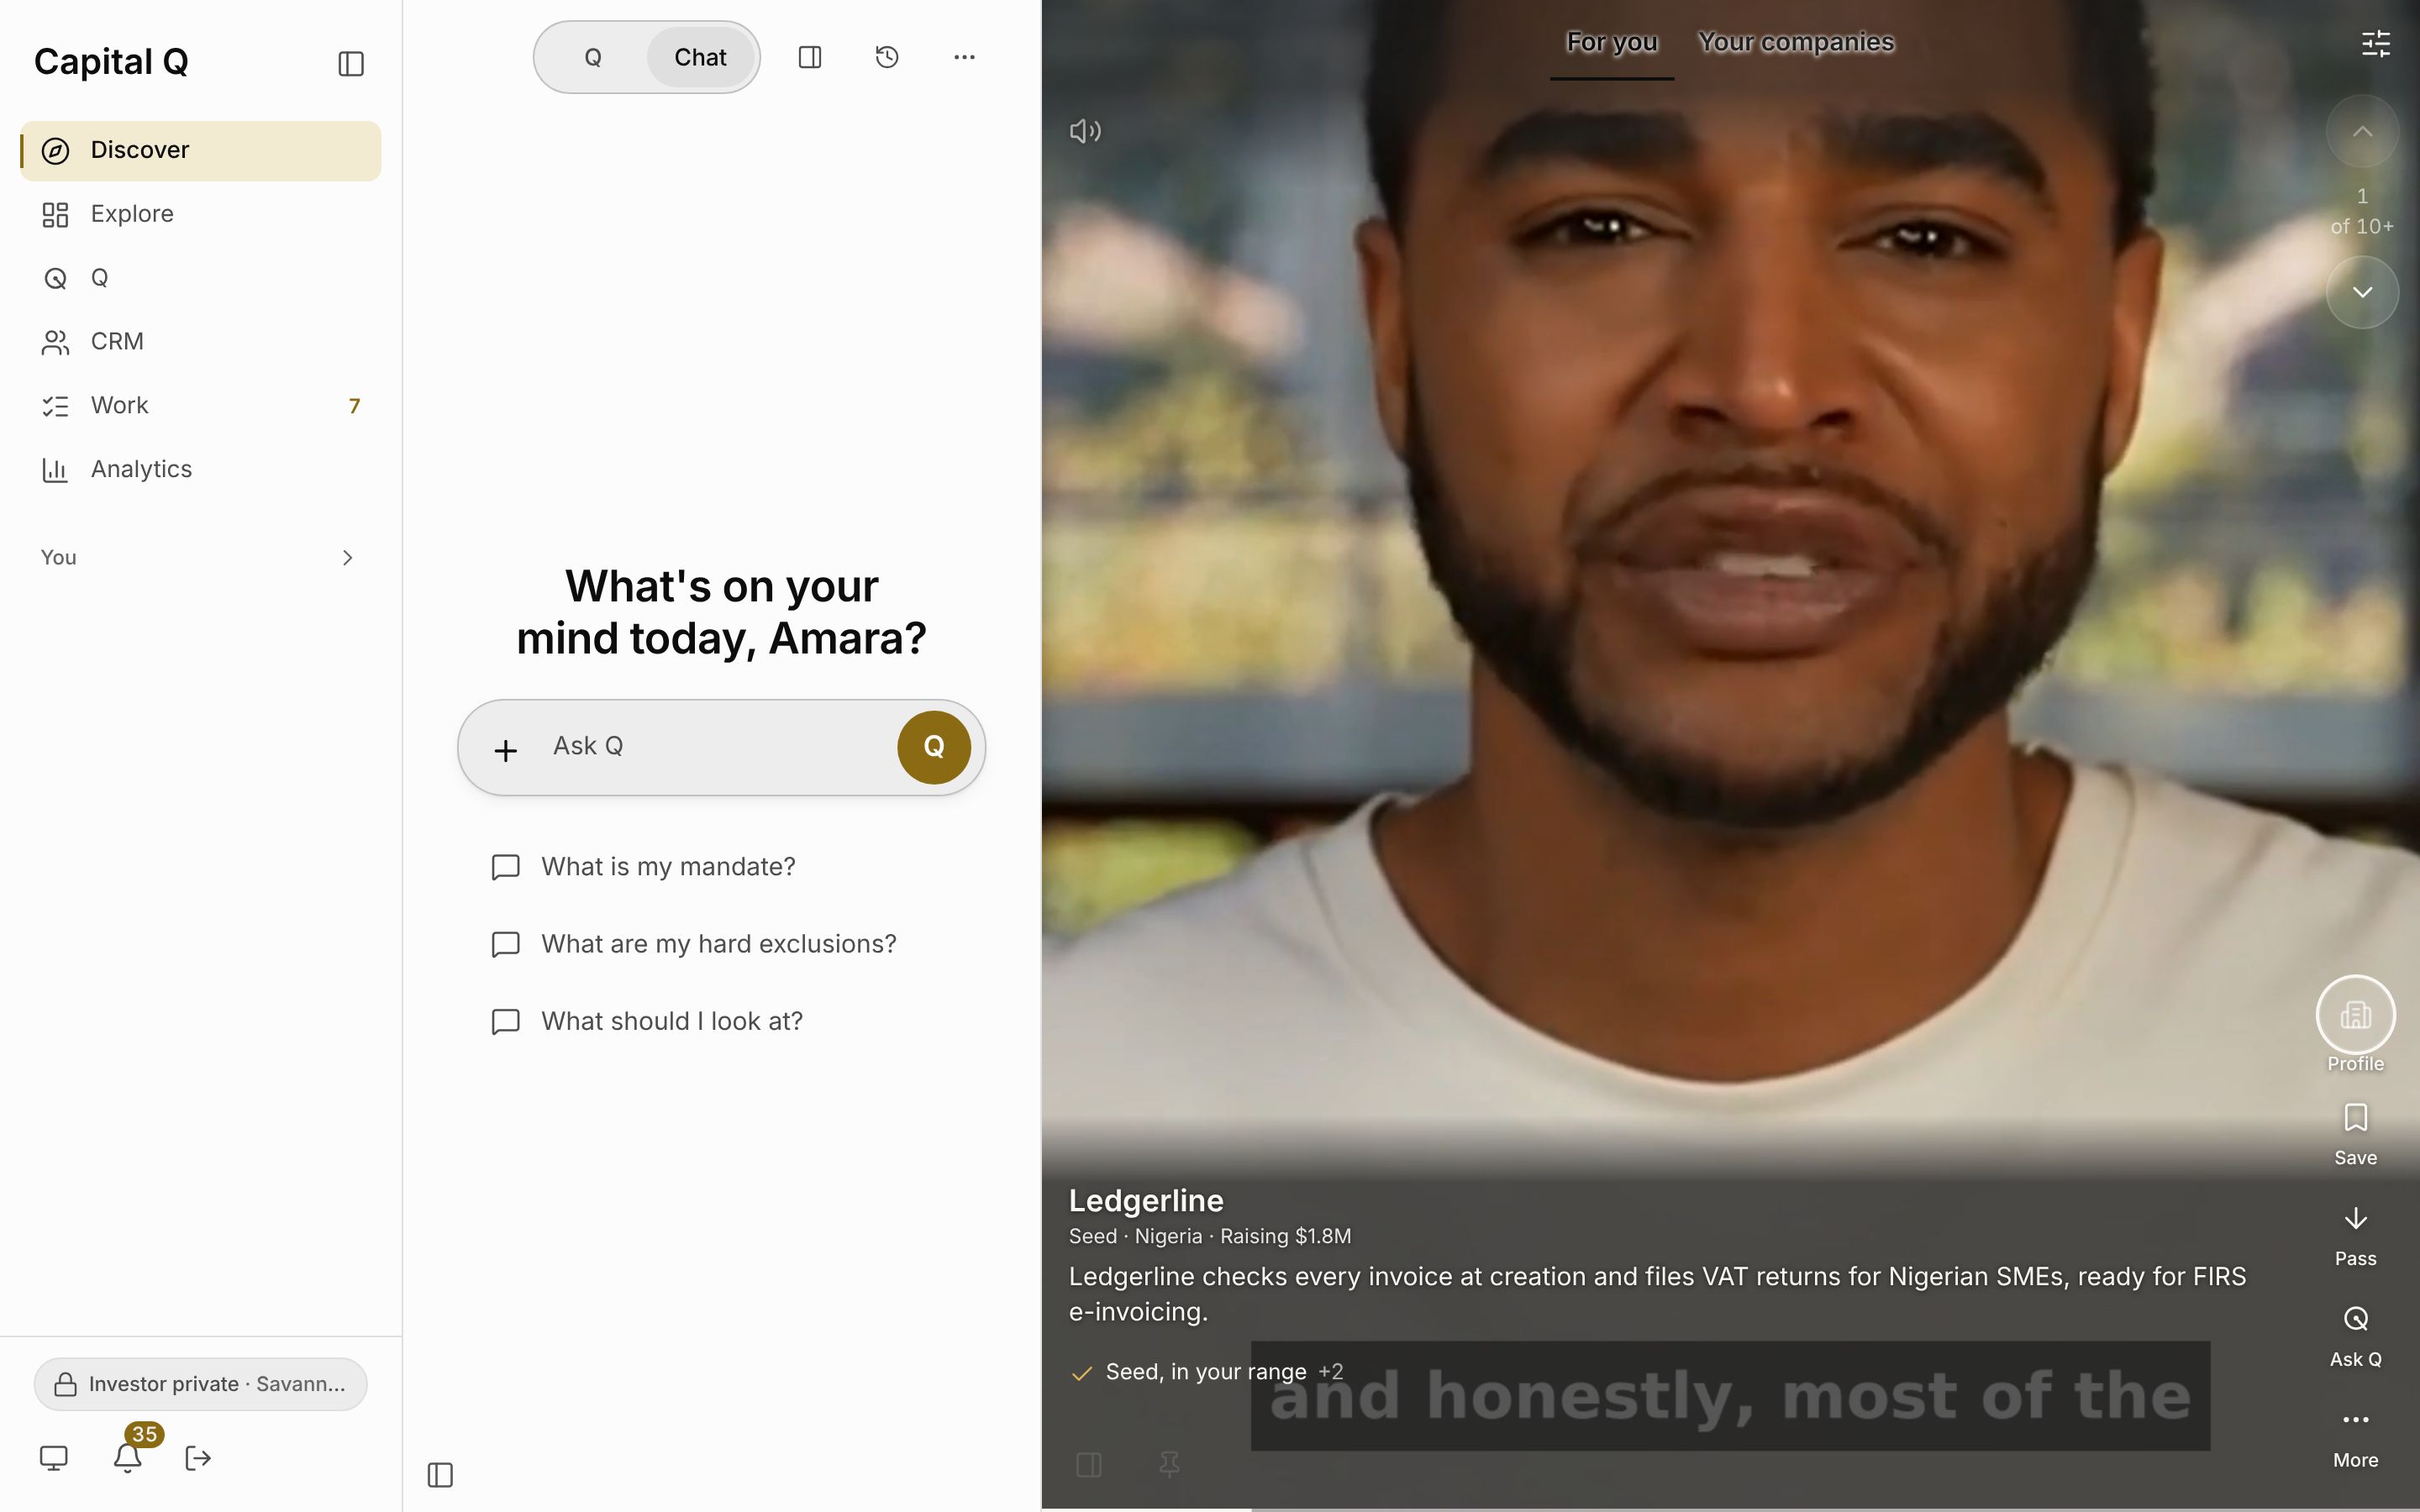 Capital Q
Discover
Explore
Q
CRM
Work 7
Analytics
You
Investor private · Savann...
35
Q Chat
What's on your
mind today, Amara?
Ask Q
Q
What is my mandate?
What are my hard exclusions?
What should I look at?
For you Your companies
1
of 10+
Profile
Save
Pass
Ask Q
More
Ledgerline
Seed · Nigeria · Raising $1.8M
Ledgerline checks every invoice at creation and files VAT returns for Nigerian SMEs, ready for FIRS
e-invoicing.
Seed, in your range +2
and honestly, most of the